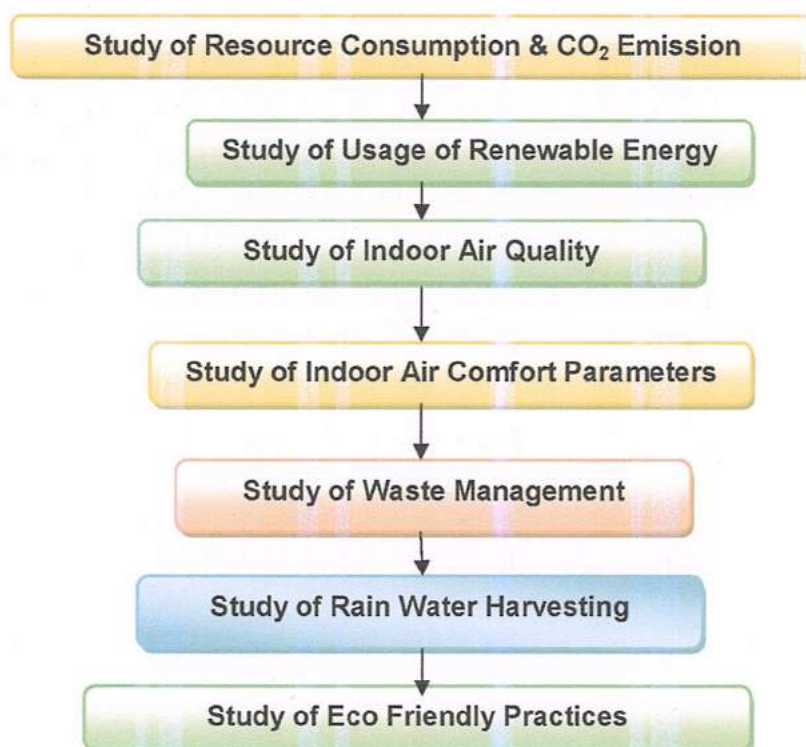 Study of Resource Consumption & CO₂ Emission
Study of Usage of Renewable Energy
Study of Indoor Air Quality
Study of Indoor Air Comfort Parameters
Study of Waste Management
Study of Rain Water Harvesting
Study of Eco Friendly Practices